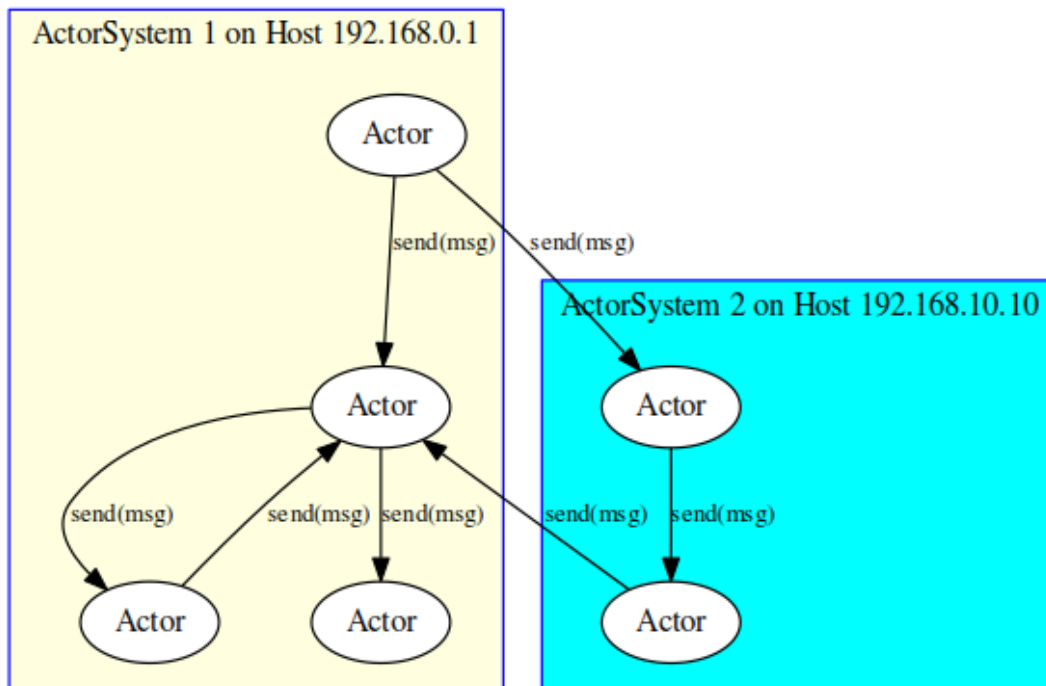 ActorSystem 1 on Host 192.168.0.1
Actor
send(msg)
send(msg)
ActorSystem 2 on Host 192.168.10.10
Actor
Actor
send(msg)
send(msg)
send(msg)
send(msg)
send(msg)
Actor
Actor
Actor